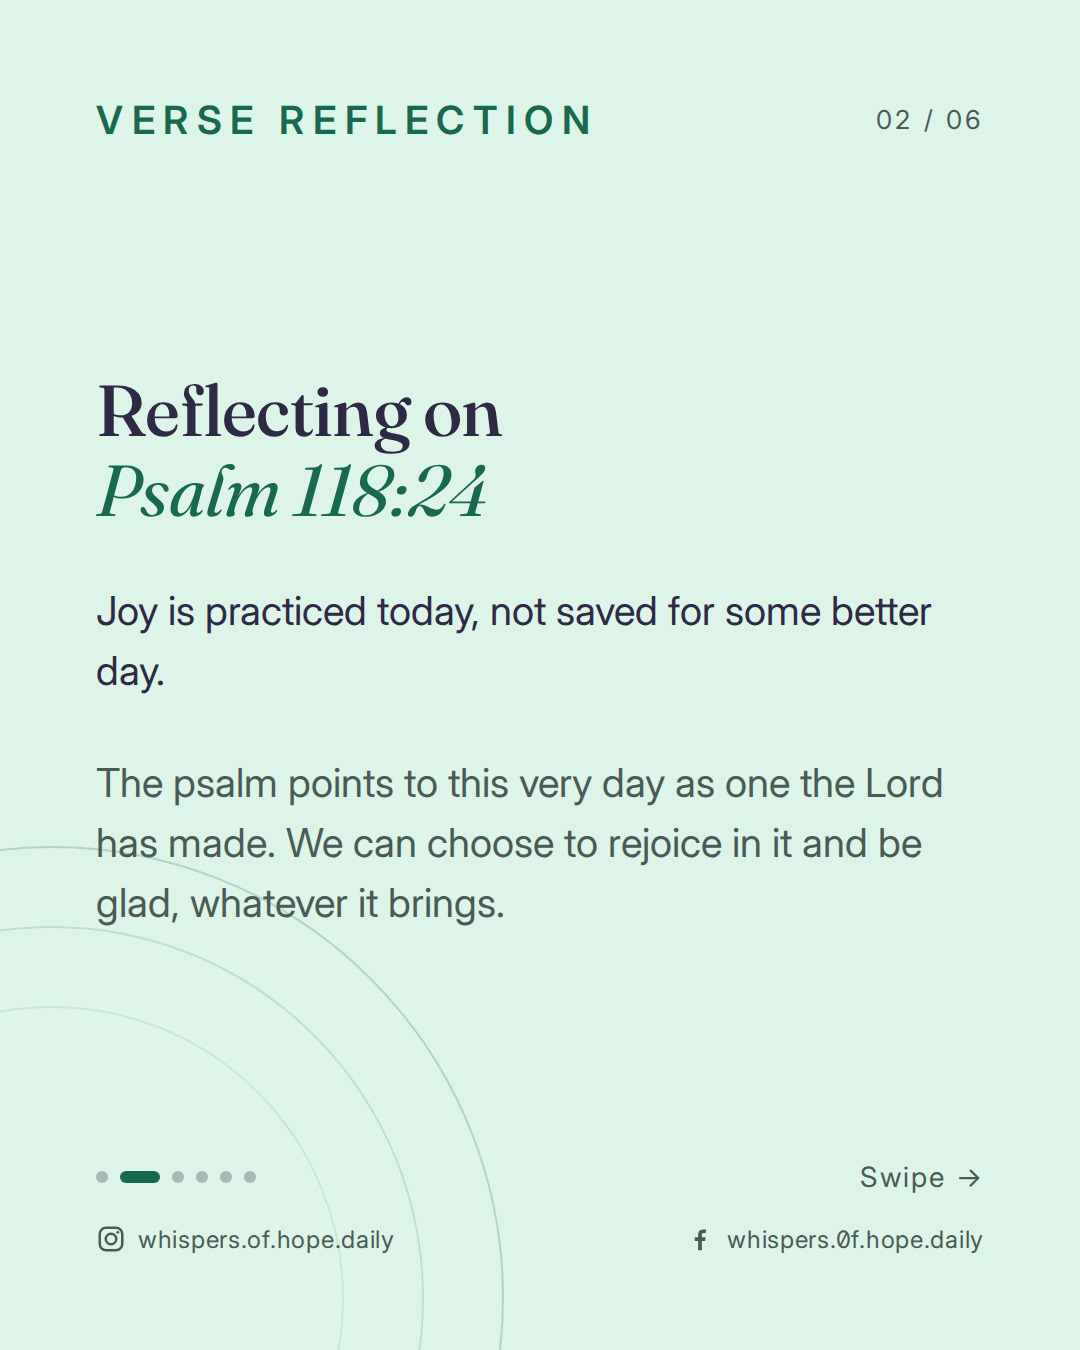 VERSE REFLECTION
02 / 06
Reflecting on
Psalm 118:24
Joy is practiced today, not saved for some better
day.
The psalm points to this very day as one the Lord
has made. We can choose to rejoice in it and be
glad, whatever it brings.
Swipe →
whispers.of.hope.daily
whispers.0f.hope.daily